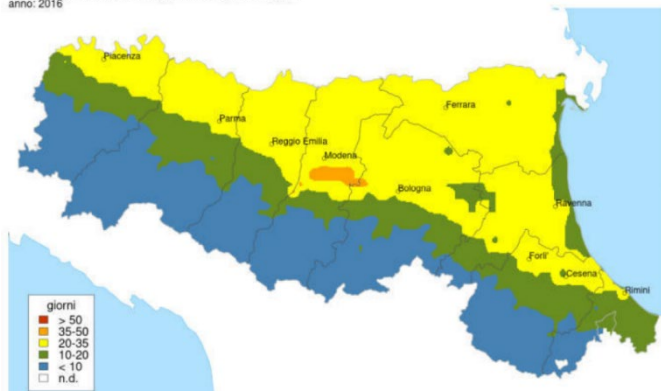 anno: 2016
Piacenza
Parma
Reggio Emilia
Modena
Ferrara
Bologna
Ravenna
Forli'
Cesena
Rimini
giorni
> 50
35-50
20-35
10-20
< 10
n.d.